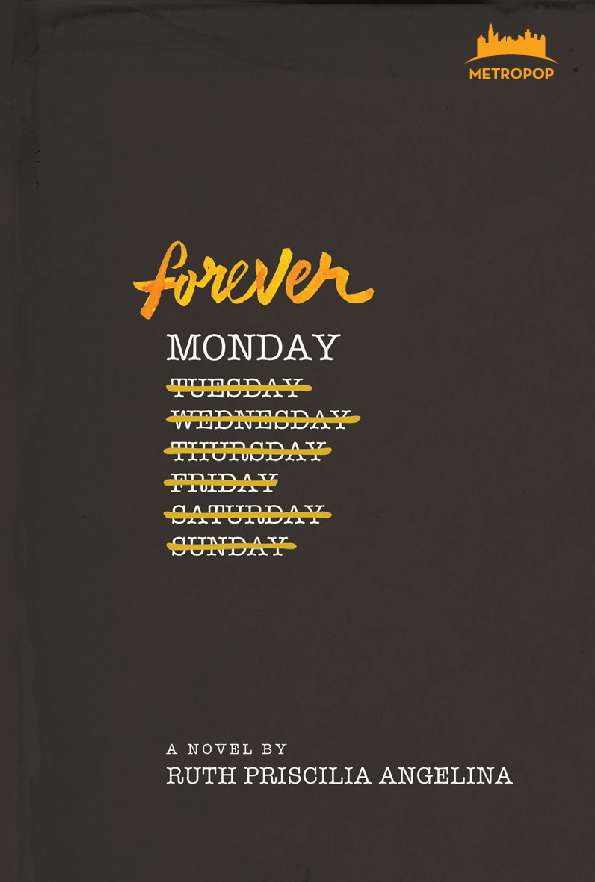 METROPOP
forever
MONDAY
TUESDAY
WEDNESDAY
THURSDAY
FRIDAY
SATURDAY
SUNDAY
A NOVEL BY
RUTH PRISCILIA ANGELINA